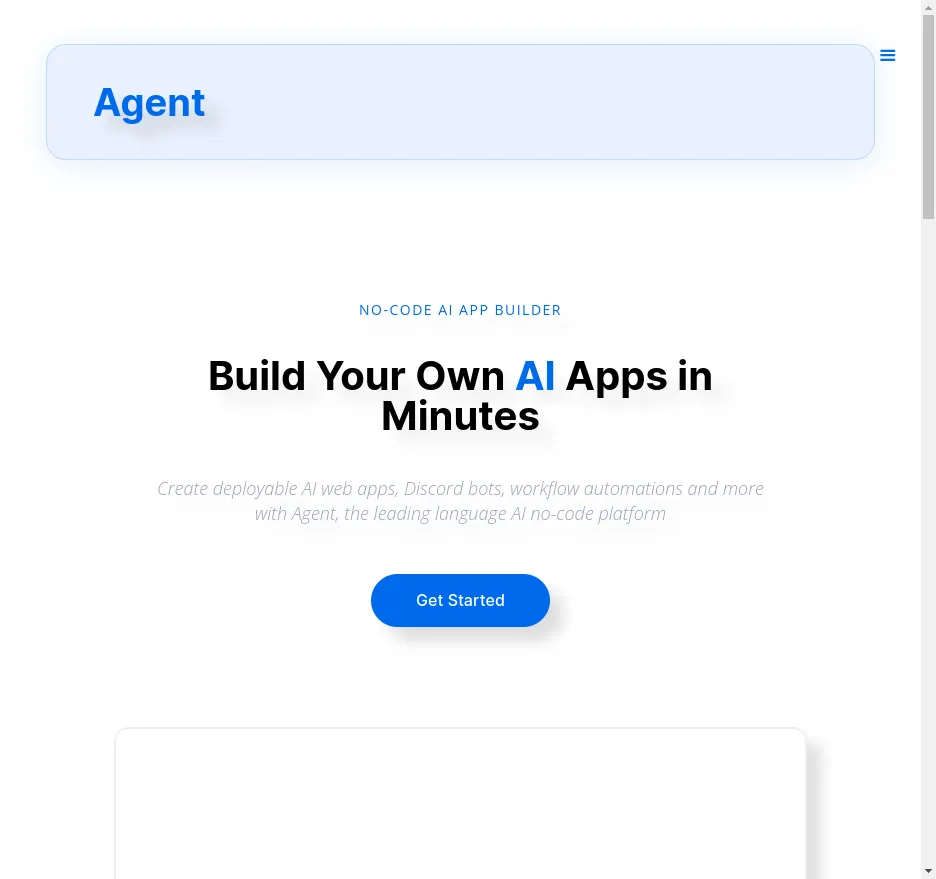 Agent
NO-CODE AI APP BUILDER
Build Your Own AI Apps in
Minutes
Create deployable AI web apps, Discord bots, workflow automations and more
with Agent, the leading language AI no-code platform
Get Started